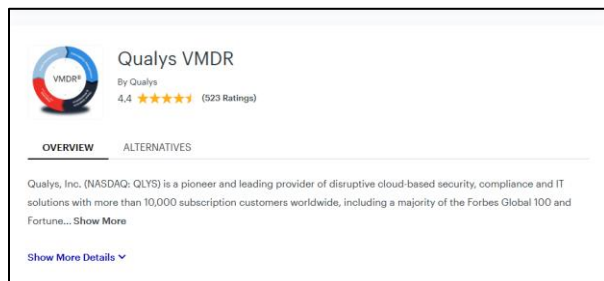 VMDR®
Qualys VMDR
By Qualys
4.4 (523 Ratings)
OVERVIEW ALTERNATIVES
Qualys, Inc. (NASDAQ: QLYS) is a pioneer and leading provider of disruptive cloud-based security, compliance and IT
solutions with more than 10,000 subscription customers worldwide, including a majority of the Forbes Global 100 and
Fortune... Show More
Show More Details